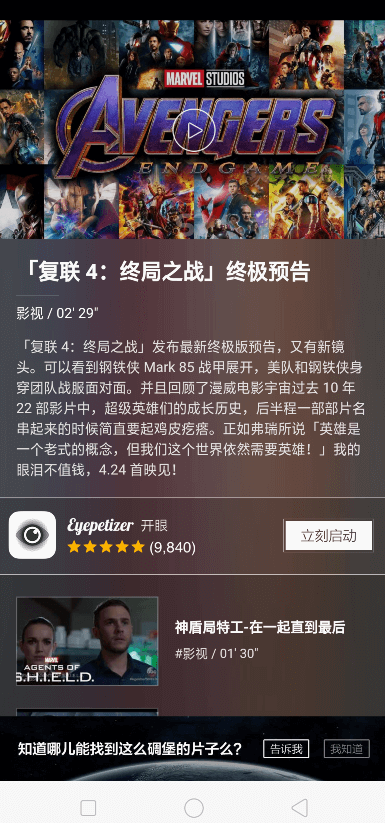 MARVEL STUDIOS
AVENGERS
ENDGAME
「复联 4：终局之战」终极预告
影视 / 02' 29"
「复联 4：终局之战」发布最新终极版预告，又有新镜
头。可以看到钢铁侠 Mark 85 战甲展开，美队和钢铁侠身
穿团队战服面对面。并且回顾了漫威电影宇宙过去 10 年
22 部影片中，超级英雄们的成长历史，后半程一部部片名
串起来的时候简直要起鸡皮疙瘩。正如弗瑞所说「英雄是
一个老式的概念，但我们这个世界依然需要英雄！」我的
眼泪不值钱，4.24 首映见！
Eyepetizer 开眼
(9,840)
立刻启动
MARVEL
AGENTS OF
S.H.I.E.L.D.
神盾局特工-在一起直到最后
#影视 / 01' 30"
知道哪儿能找到这么碉堡的片子么？
告诉我
我知道